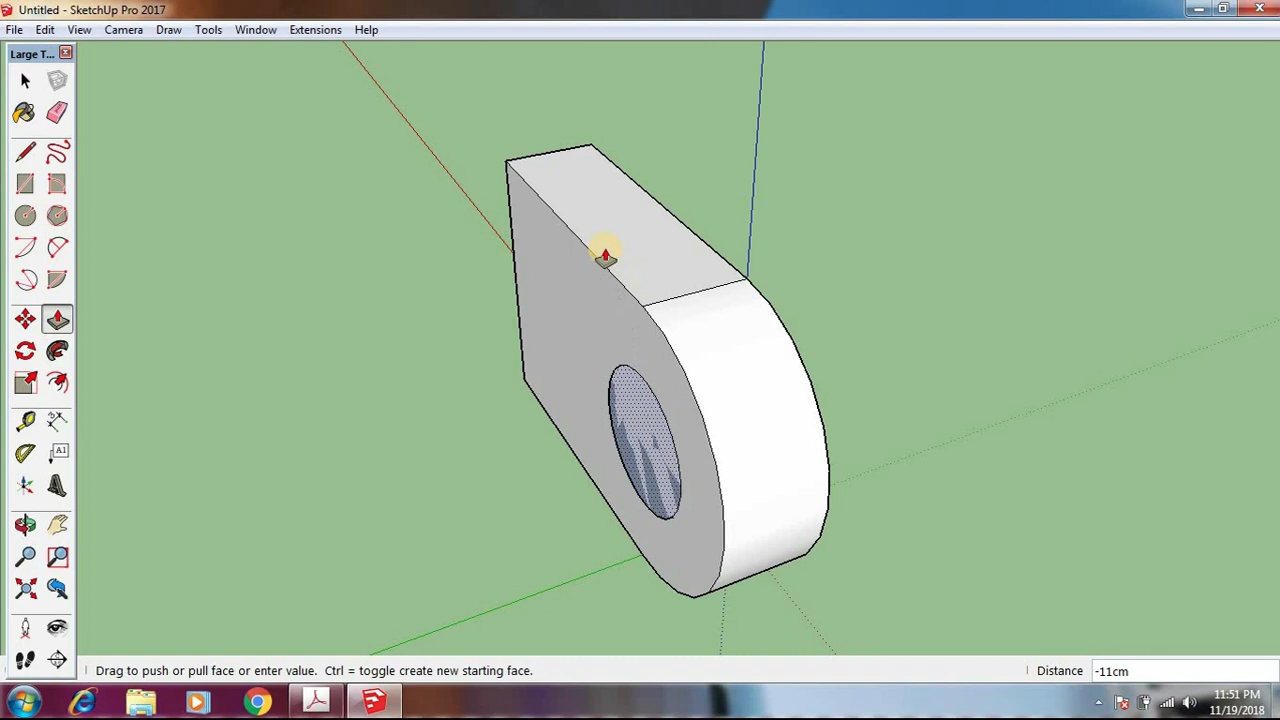 Untitled - SketchUp Pro 2017
File Edit View Camera Draw Tools Window Extensions Help
Large T...
A1
Drag to push or pull face or enter value. Ctrl = toggle create new starting face.
Distance -11cm
11:51 PM
11/19/2018